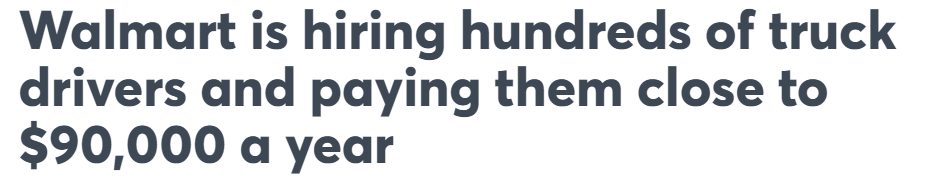 Walmart is hiring hundreds of truck
drivers and paying them close to
$90,000 a year